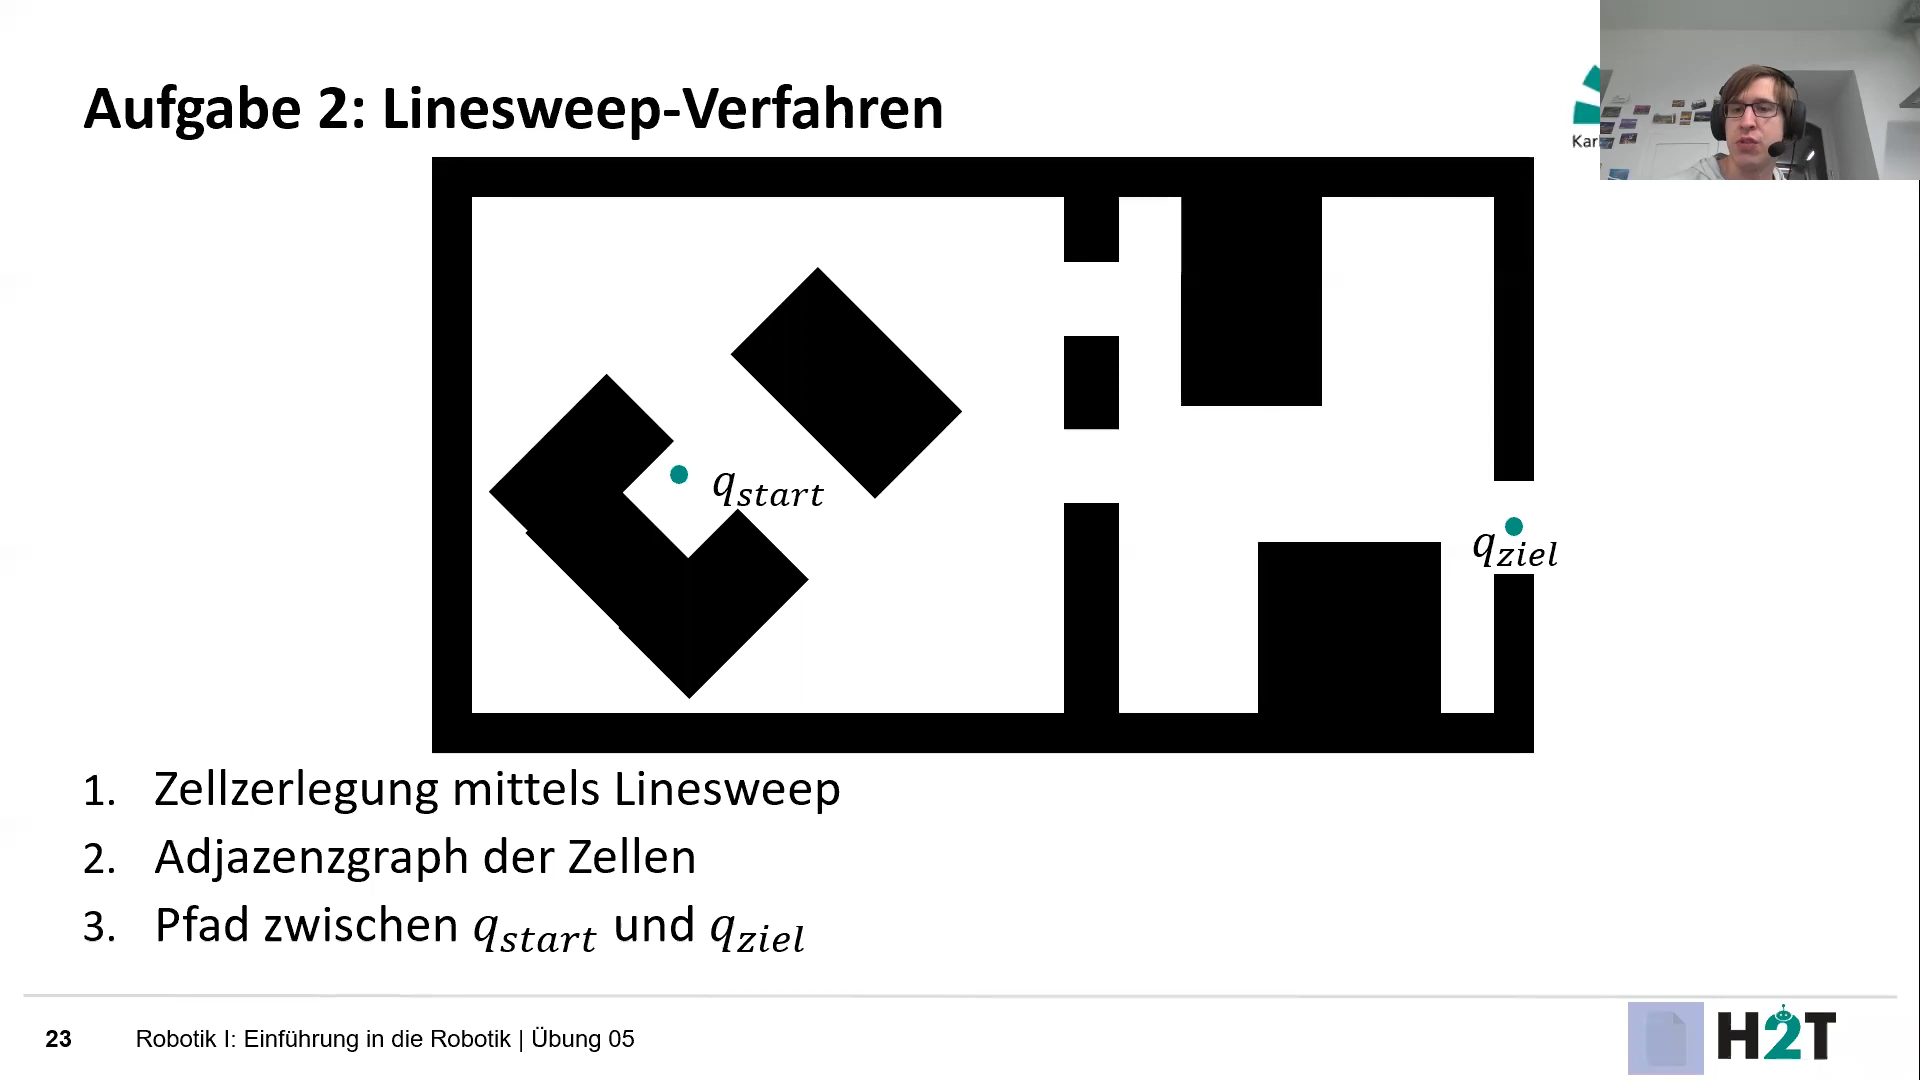 Aufgabe 2: Linesweep-Verfahren
Kar
q_start
q_ziel
1. Zellzerlegung mittels Linesweep
2. Adjazenzgraph der Zellen
3. Pfad zwischen q_start und q_ziel
23 Robotik I: Einführung in die Robotik | Übung 05
H2T